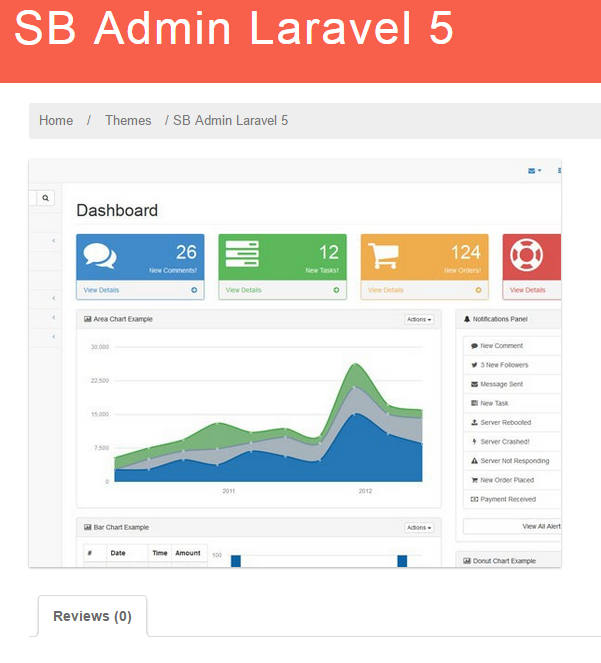 SB Admin Laravel 5
Home / Themes / SB Admin Laravel 5
Dashboard
26
New Comments!
View Details
12
New Tasks!
View Details
124
New Orders!
View Details
View Details
Area Chart Example
Actions
30,000
22,500
15,000
7,500
0
2011
2012
Notifications Panel
New Comment
3 New Followers
Message Sent
New Task
Server Rebooted
Server Crashed!
Server Not Responding
New Order Placed
Payment Received
View All Alert
Bar Chart Example
Actions
# Date Time Amount
100
Donut Chart Example
Reviews (0)